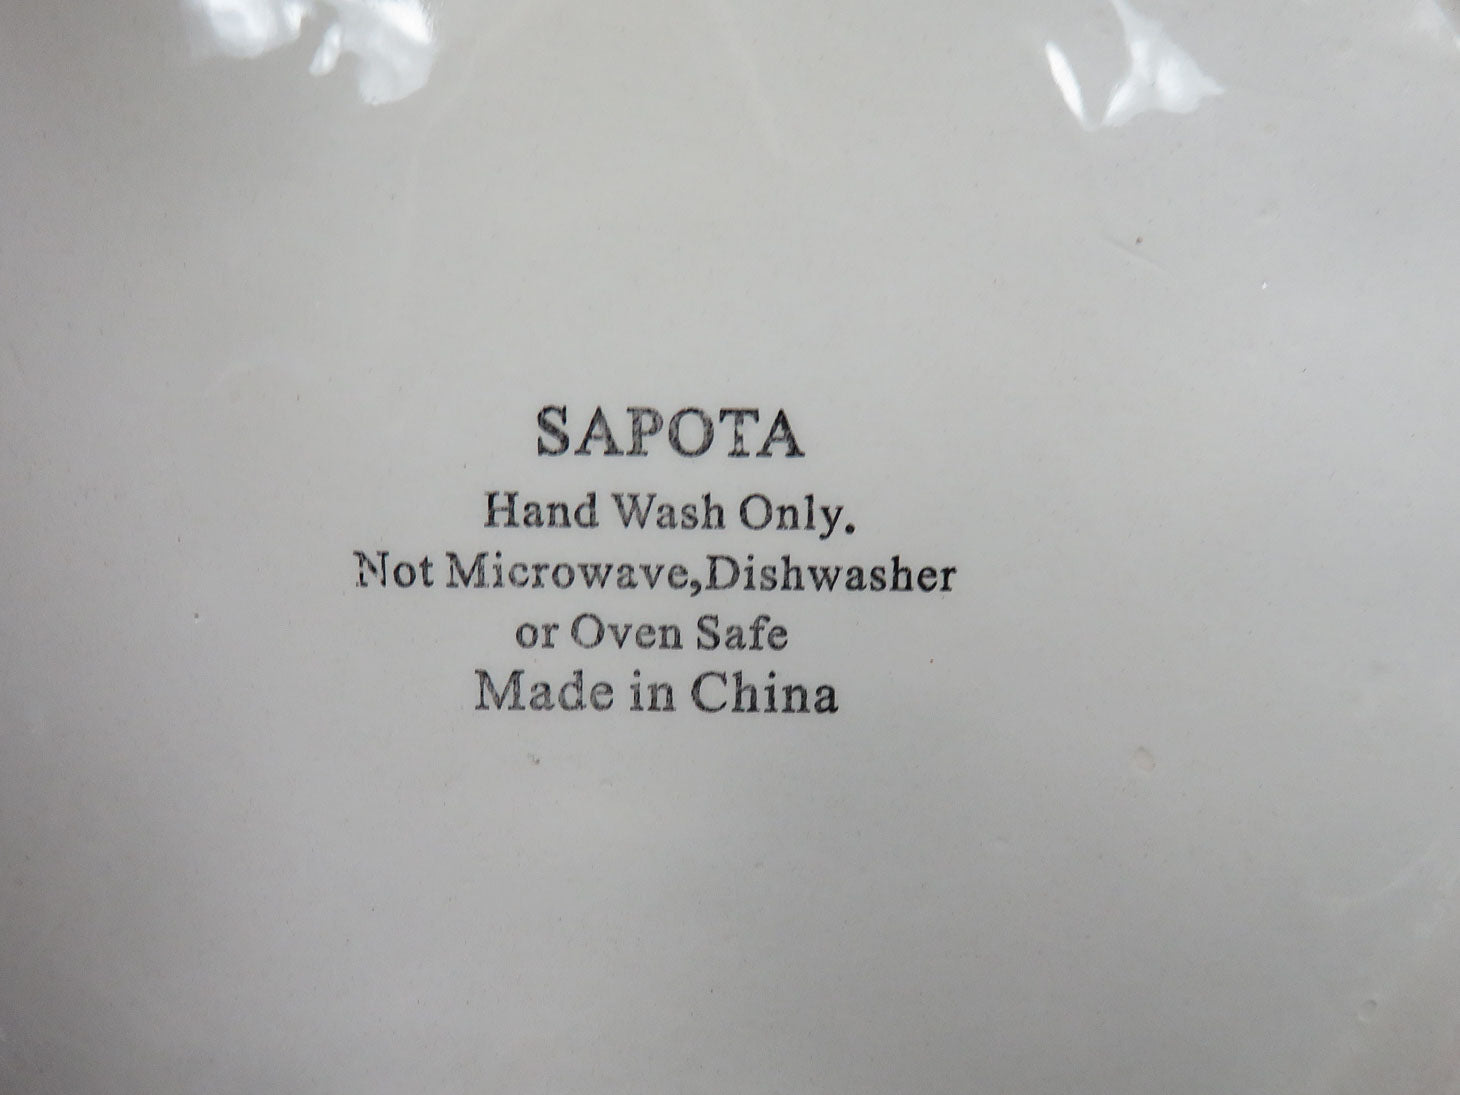 SAPOTA
Hand Wash Only.
Not Microwave,Dishwasher
or Oven Safe
Made in China